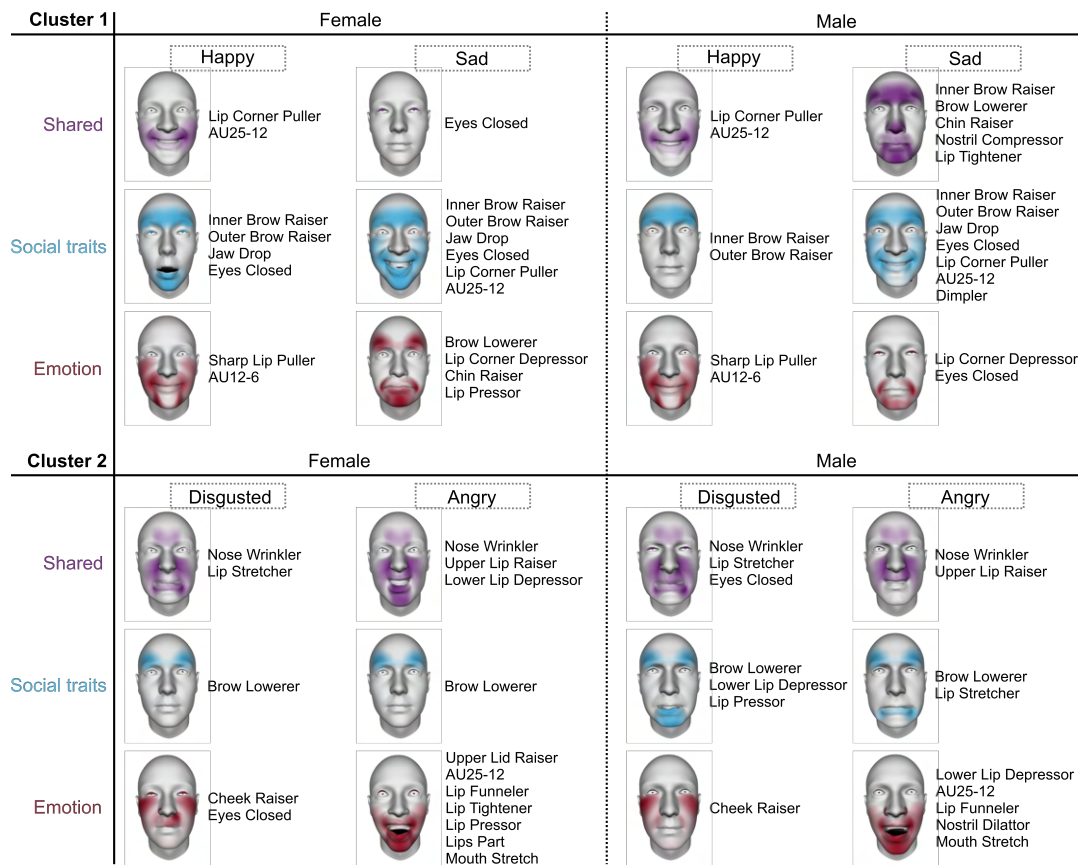 Cluster 1
Female
Male
Happy
Sad
Happy
Sad
Shared
Lip Corner Puller
AU25-12
Eyes Closed
Lip Corner Puller
AU25-12
Inner Brow Raiser
Brow Lowerer
Chin Raiser
Nostril Compressor
Lip Tightener
Social traits
Inner Brow Raiser
Outer Brow Raiser
Jaw Drop
Eyes Closed
Inner Brow Raiser
Outer Brow Raiser
Jaw Drop
Eyes Closed
Lip Corner Puller
AU25-12
Inner Brow Raiser
Outer Brow Raiser
Inner Brow Raiser
Outer Brow Raiser
Jaw Drop
Eyes Closed
Lip Corner Puller
AU25-12
Dimpler
Emotion
Sharp Lip Puller
AU12-6
Brow Lowerer
Lip Corner Depressor
Chin Raiser
Lip Pressor
Sharp Lip Puller
AU12-6
Lip Corner Depressor
Eyes Closed
Cluster 2
Female
Male
Disgusted
Angry
Disgusted
Angry
Shared
Nose Wrinkler
Lip Stretcher
Nose Wrinkler
Upper Lip Raiser
Lower Lip Depressor
Nose Wrinkler
Lip Stretcher
Eyes Closed
Nose Wrinkler
Upper Lip Raiser
Social traits
Brow Lowerer
Brow Lowerer
Brow Lowerer
Lower Lip Depressor
Lip Pressor
Brow Lowerer
Lip Stretcher
Emotion
Cheek Raiser
Eyes Closed
Upper Lid Raiser
AU25-12
Lip Funneler
Lip Tightener
Lip Pressor
Lips Part
Mouth Stretch
Cheek Raiser
Lower Lip Depressor
AU25-12
Lip Funneler
Nostril Dilattor
Mouth Stretch